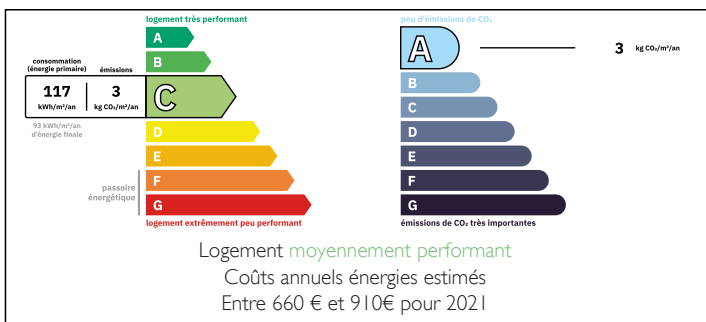 logement très performant
A
B
consommation
(énergie primaire)
émissions
117
kWh/m²/an
3
kg CO₂/m²/an
C
93 kWh/m²/an
d'énergie finale
D
E
F
G
passoire
énergétique
logement extrêmement peu performant
peu d'émissions de CO₂
A
3 kg CO₂/m²/an
B
C
D
E
F
G
émissions de CO₂ très importantes
Logement moyennement performant
Coûts annuels énergies estimés
Entre 660 € et 910€ pour 2021